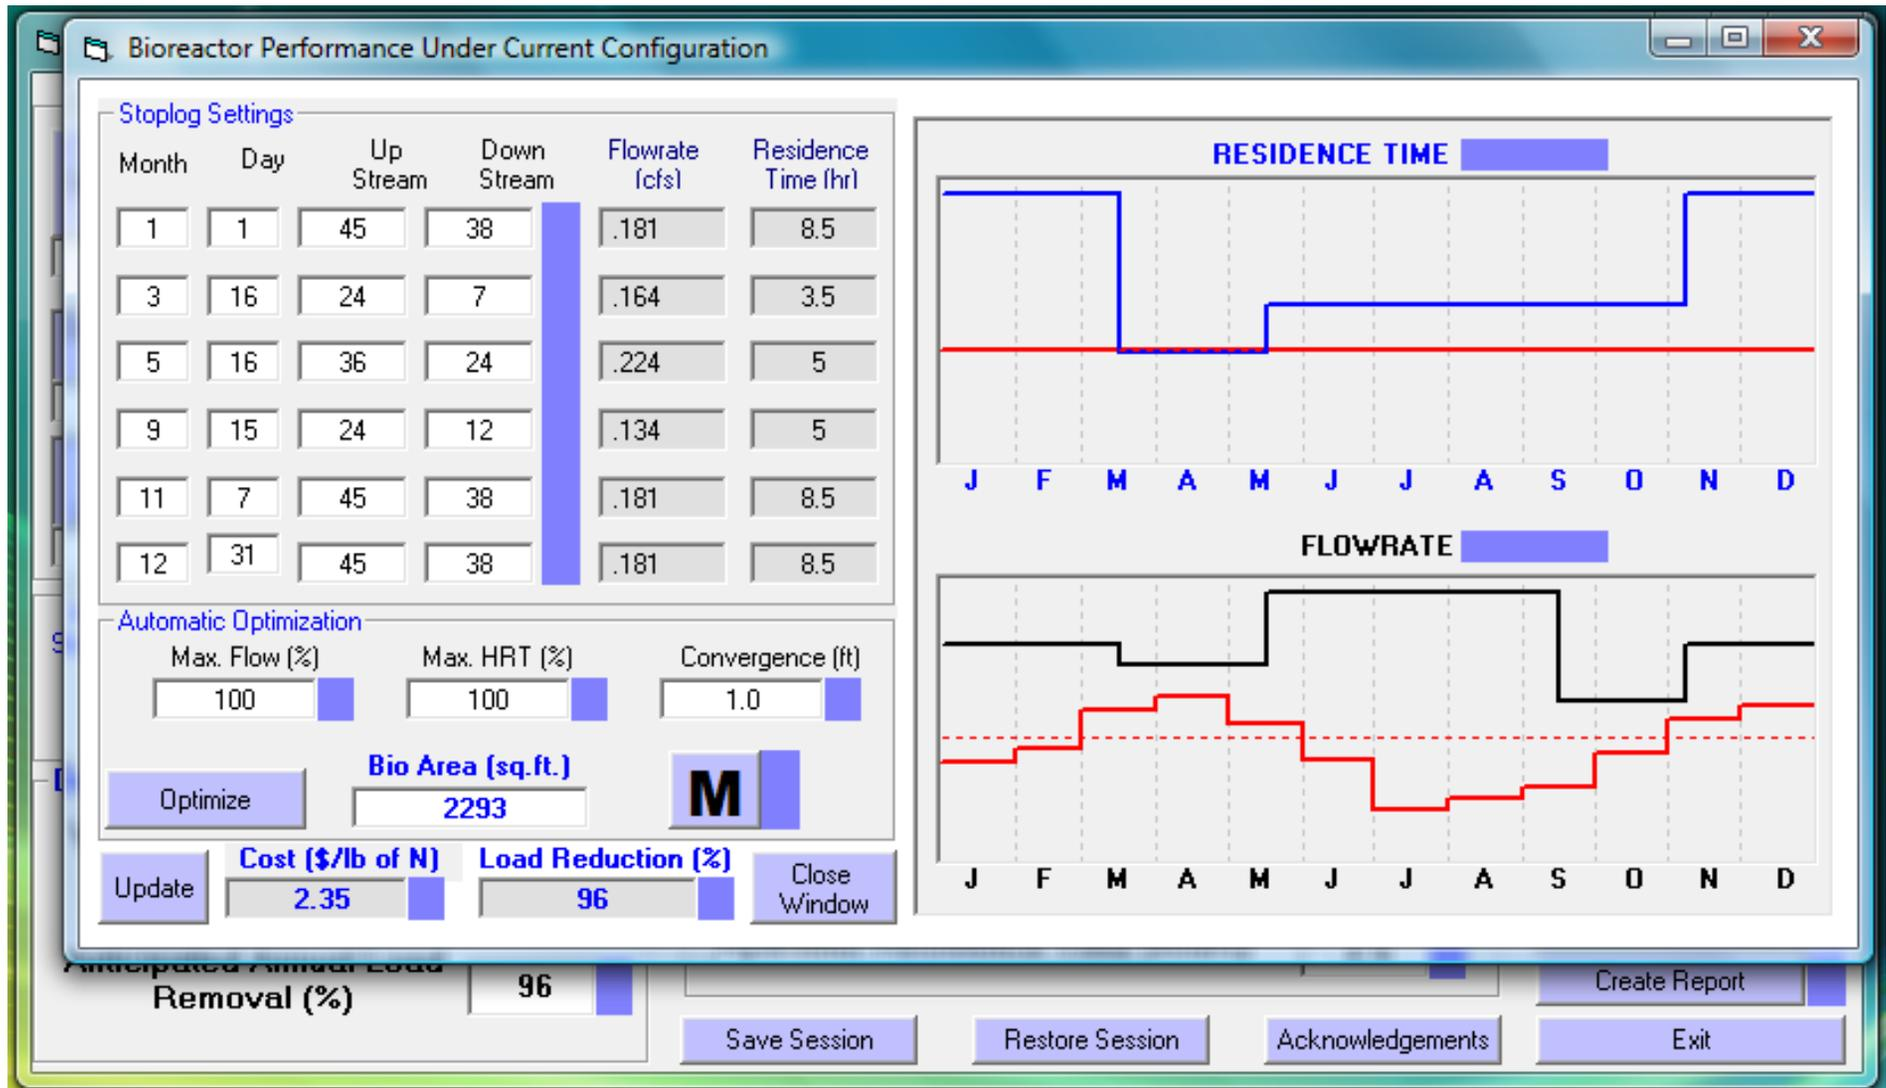 Bioreactor Performance Under Current Configuration
Stoplog Settings
Month Day Up Stream Down Stream Flowrate (cfs) Residence Time (hr)
1 1 45 38 .181 8.5
3 16 24 7 .164 3.5
5 16 36 24 .224 5
9 15 24 12 .134 5
11 7 45 38 .181 8.5
12 31 45 38 .181 8.5
Automatic Optimization
Max. Flow (%) Max. HRT (%) Convergence (ft)
100 100 1.0
Optimize
Bio Area (sq.ft.)
2293
M
Update
Cost ($/lb of N)
2.35
Load Reduction (%)
96
Close
Window
RESIDENCE TIME
J F M A M J J A S O N D
FLOWRATE
J F M A M J J A S O N D
Anticipated Annual Load
Removal (%)
96
Create Report
Save Session
Restore Session
Acknowledgements
Exit